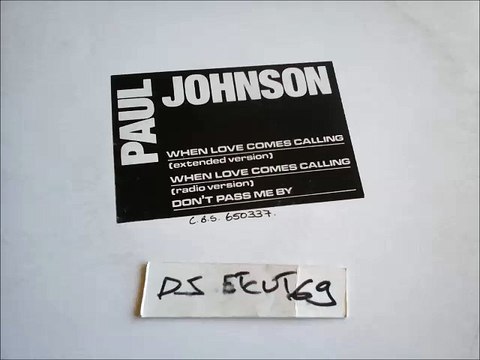 PAUL JOHNSON
WHEN LOVE COMES CALLING
(extended version)
WHEN LOVE COMES CALLING
(radio version)
DON'T PASS ME BY
C.B.S. 650337.
DJ ETCUT69